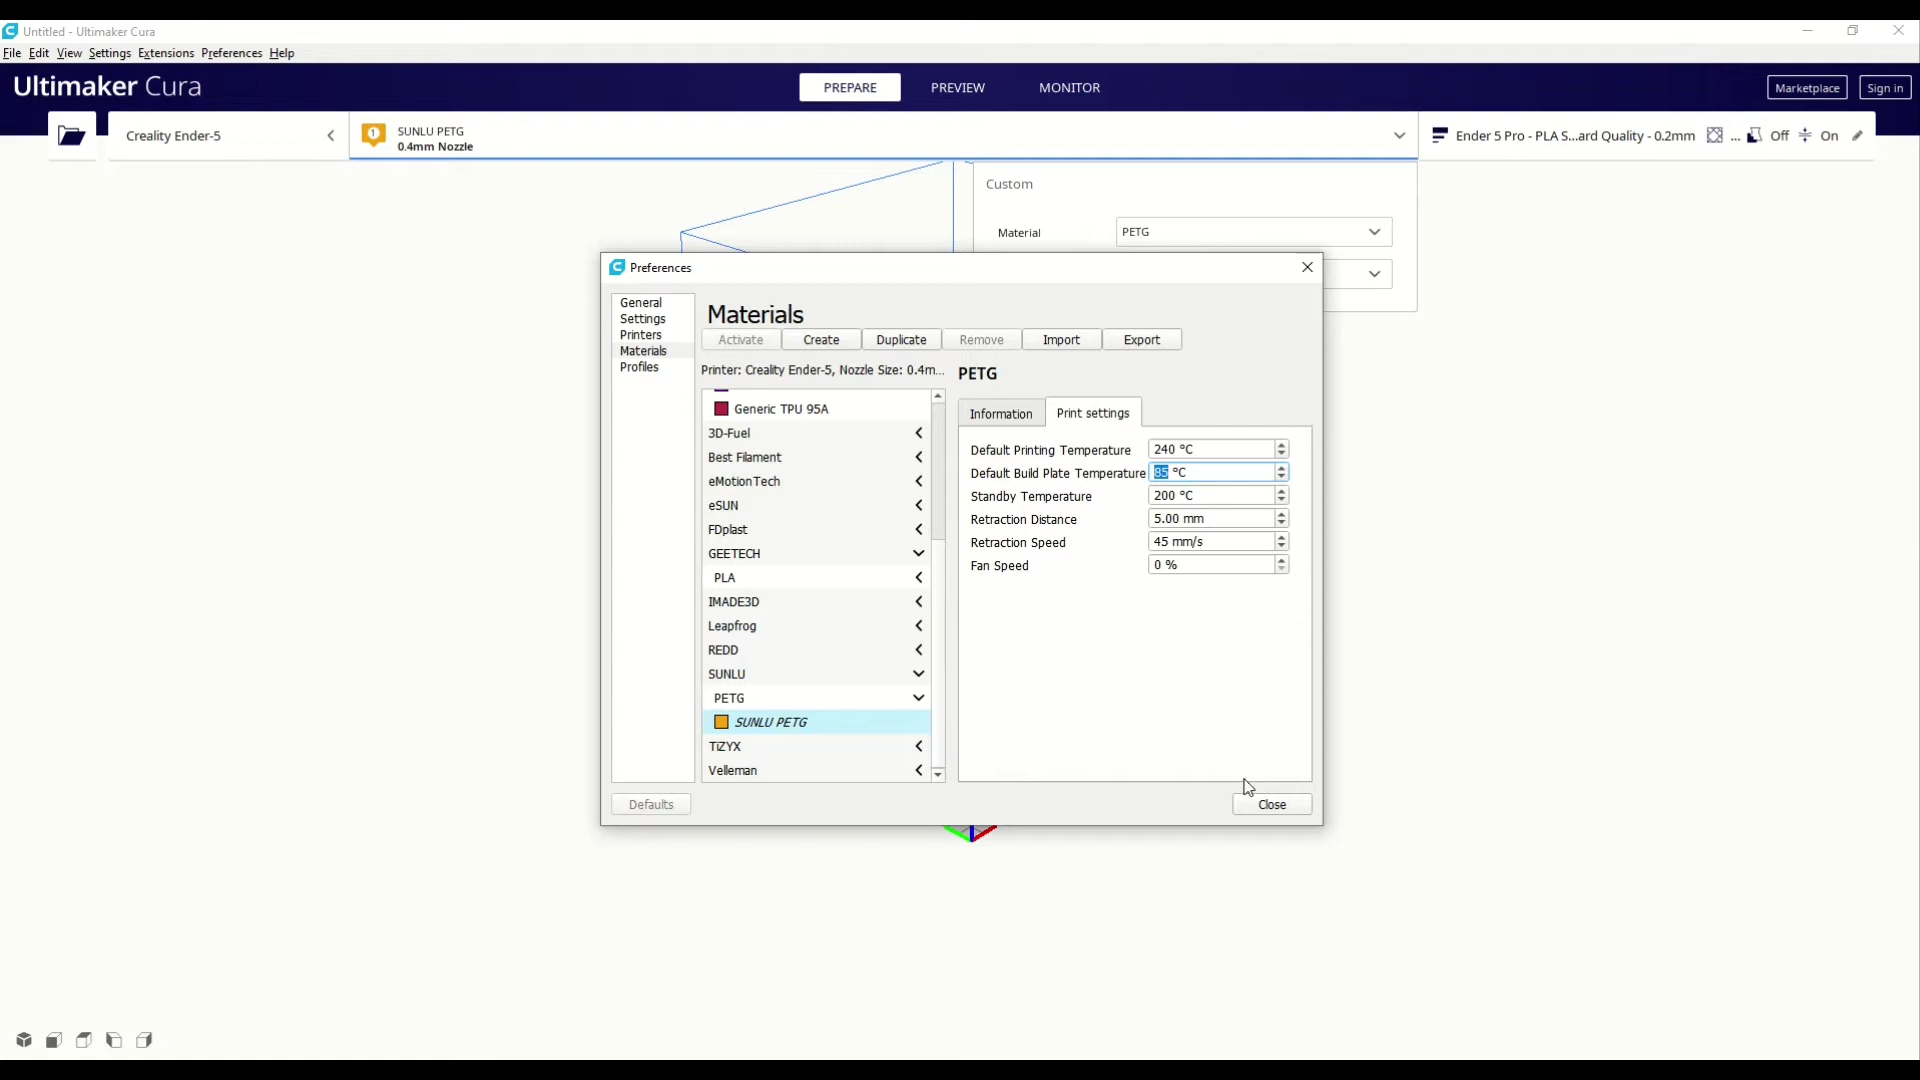 Untitled - Ultimaker Cura
File Edit View Settings Extensions Preferences Help
Ultimaker Cura
PREPARE PREVIEW MONITOR
Marketplace Sign in
Creality Ender-5
1
SUNLU PETG
0.4mm Nozzle
Ender 5 Pro - PLA S...ard Quality - 0.2mm ... Off On
Custom
Material PETG
Preferences
General
Settings
Printers
Materials
Profiles
Materials
Activate Create Duplicate Remove Import Export
Printer: Creality Ender-5, Nozzle Size: 0.4m...
Generic TPU 95A
3D-Fuel
Best Filament
eMotionTech
eSUN
FDplast
GEETECH
PLA
IMADE3D
Leapfrog
REDD
SUNLU
PETG
SUNLU PETG
TiZYX
Velleman
PETG
Information Print settings
Default Printing Temperature 240 °C
Default Build Plate Temperature 85 °C
Standby Temperature 200 °C
Retraction Distance 5.00 mm
Retraction Speed 45 mm/s
Fan Speed 0 %
Defaults
Close